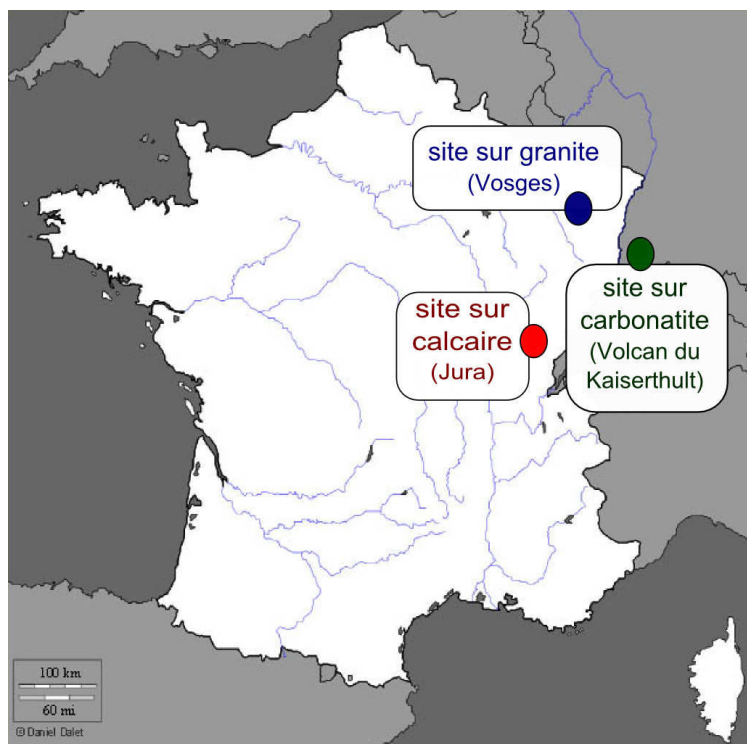 site sur granite
(Vosges)
site sur
calcaire
(Jura)
site sur
carbonatite
(Volcan du
Kaiserthult)
100 km
60 mi
© Daniel Dalet